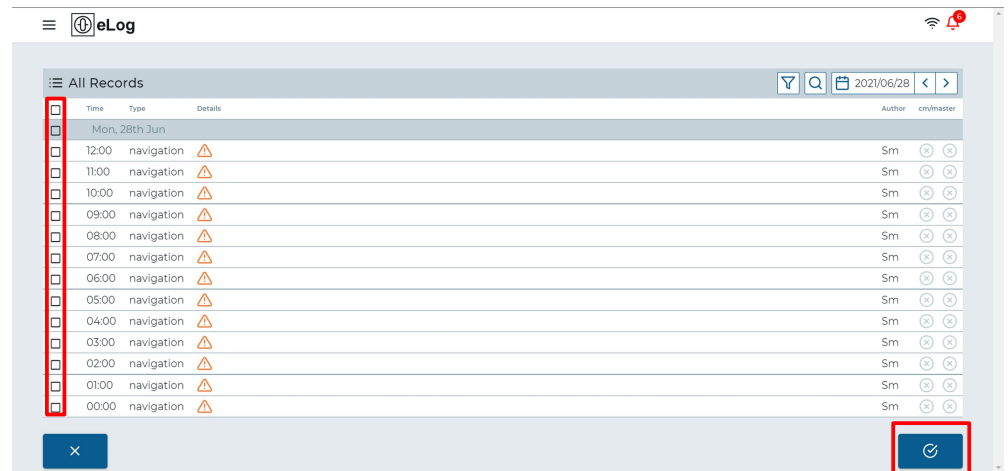 eLog
6
All Records
2021/06/28
Time Type Details Author cm/master
Mon, 28th Jun
12:00 navigation Sm
11:00 navigation Sm
10:00 navigation Sm
09:00 navigation Sm
08:00 navigation Sm
07:00 navigation Sm
06:00 navigation Sm
05:00 navigation Sm
04:00 navigation Sm
03:00 navigation Sm
02:00 navigation Sm
01:00 navigation Sm
00:00 navigation Sm